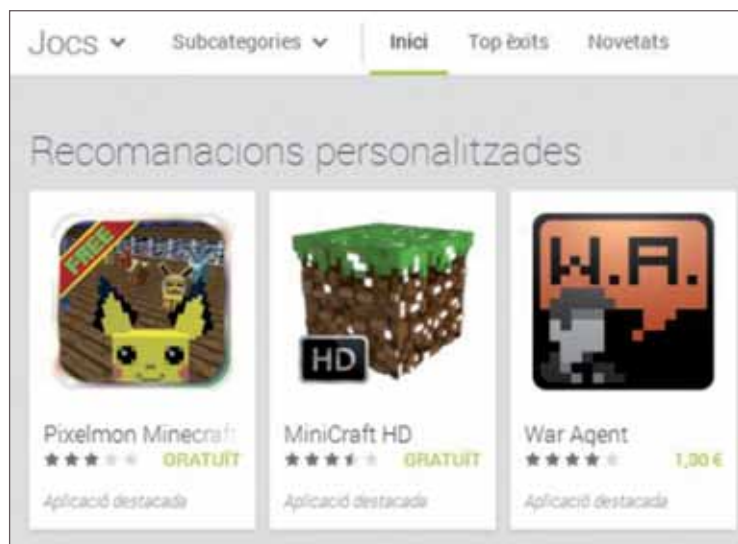 Jocs Subcategories Inici Top èxits Novetats
Recomanacions personalitzades
FREE
HD
W.A.
Pixelmon Minecraft
GRATUÏT
Aplicació destacada
MiniCraft HD
GRATUÏT
Aplicació destacada
War Agent
1,00 €
Aplicació destacada